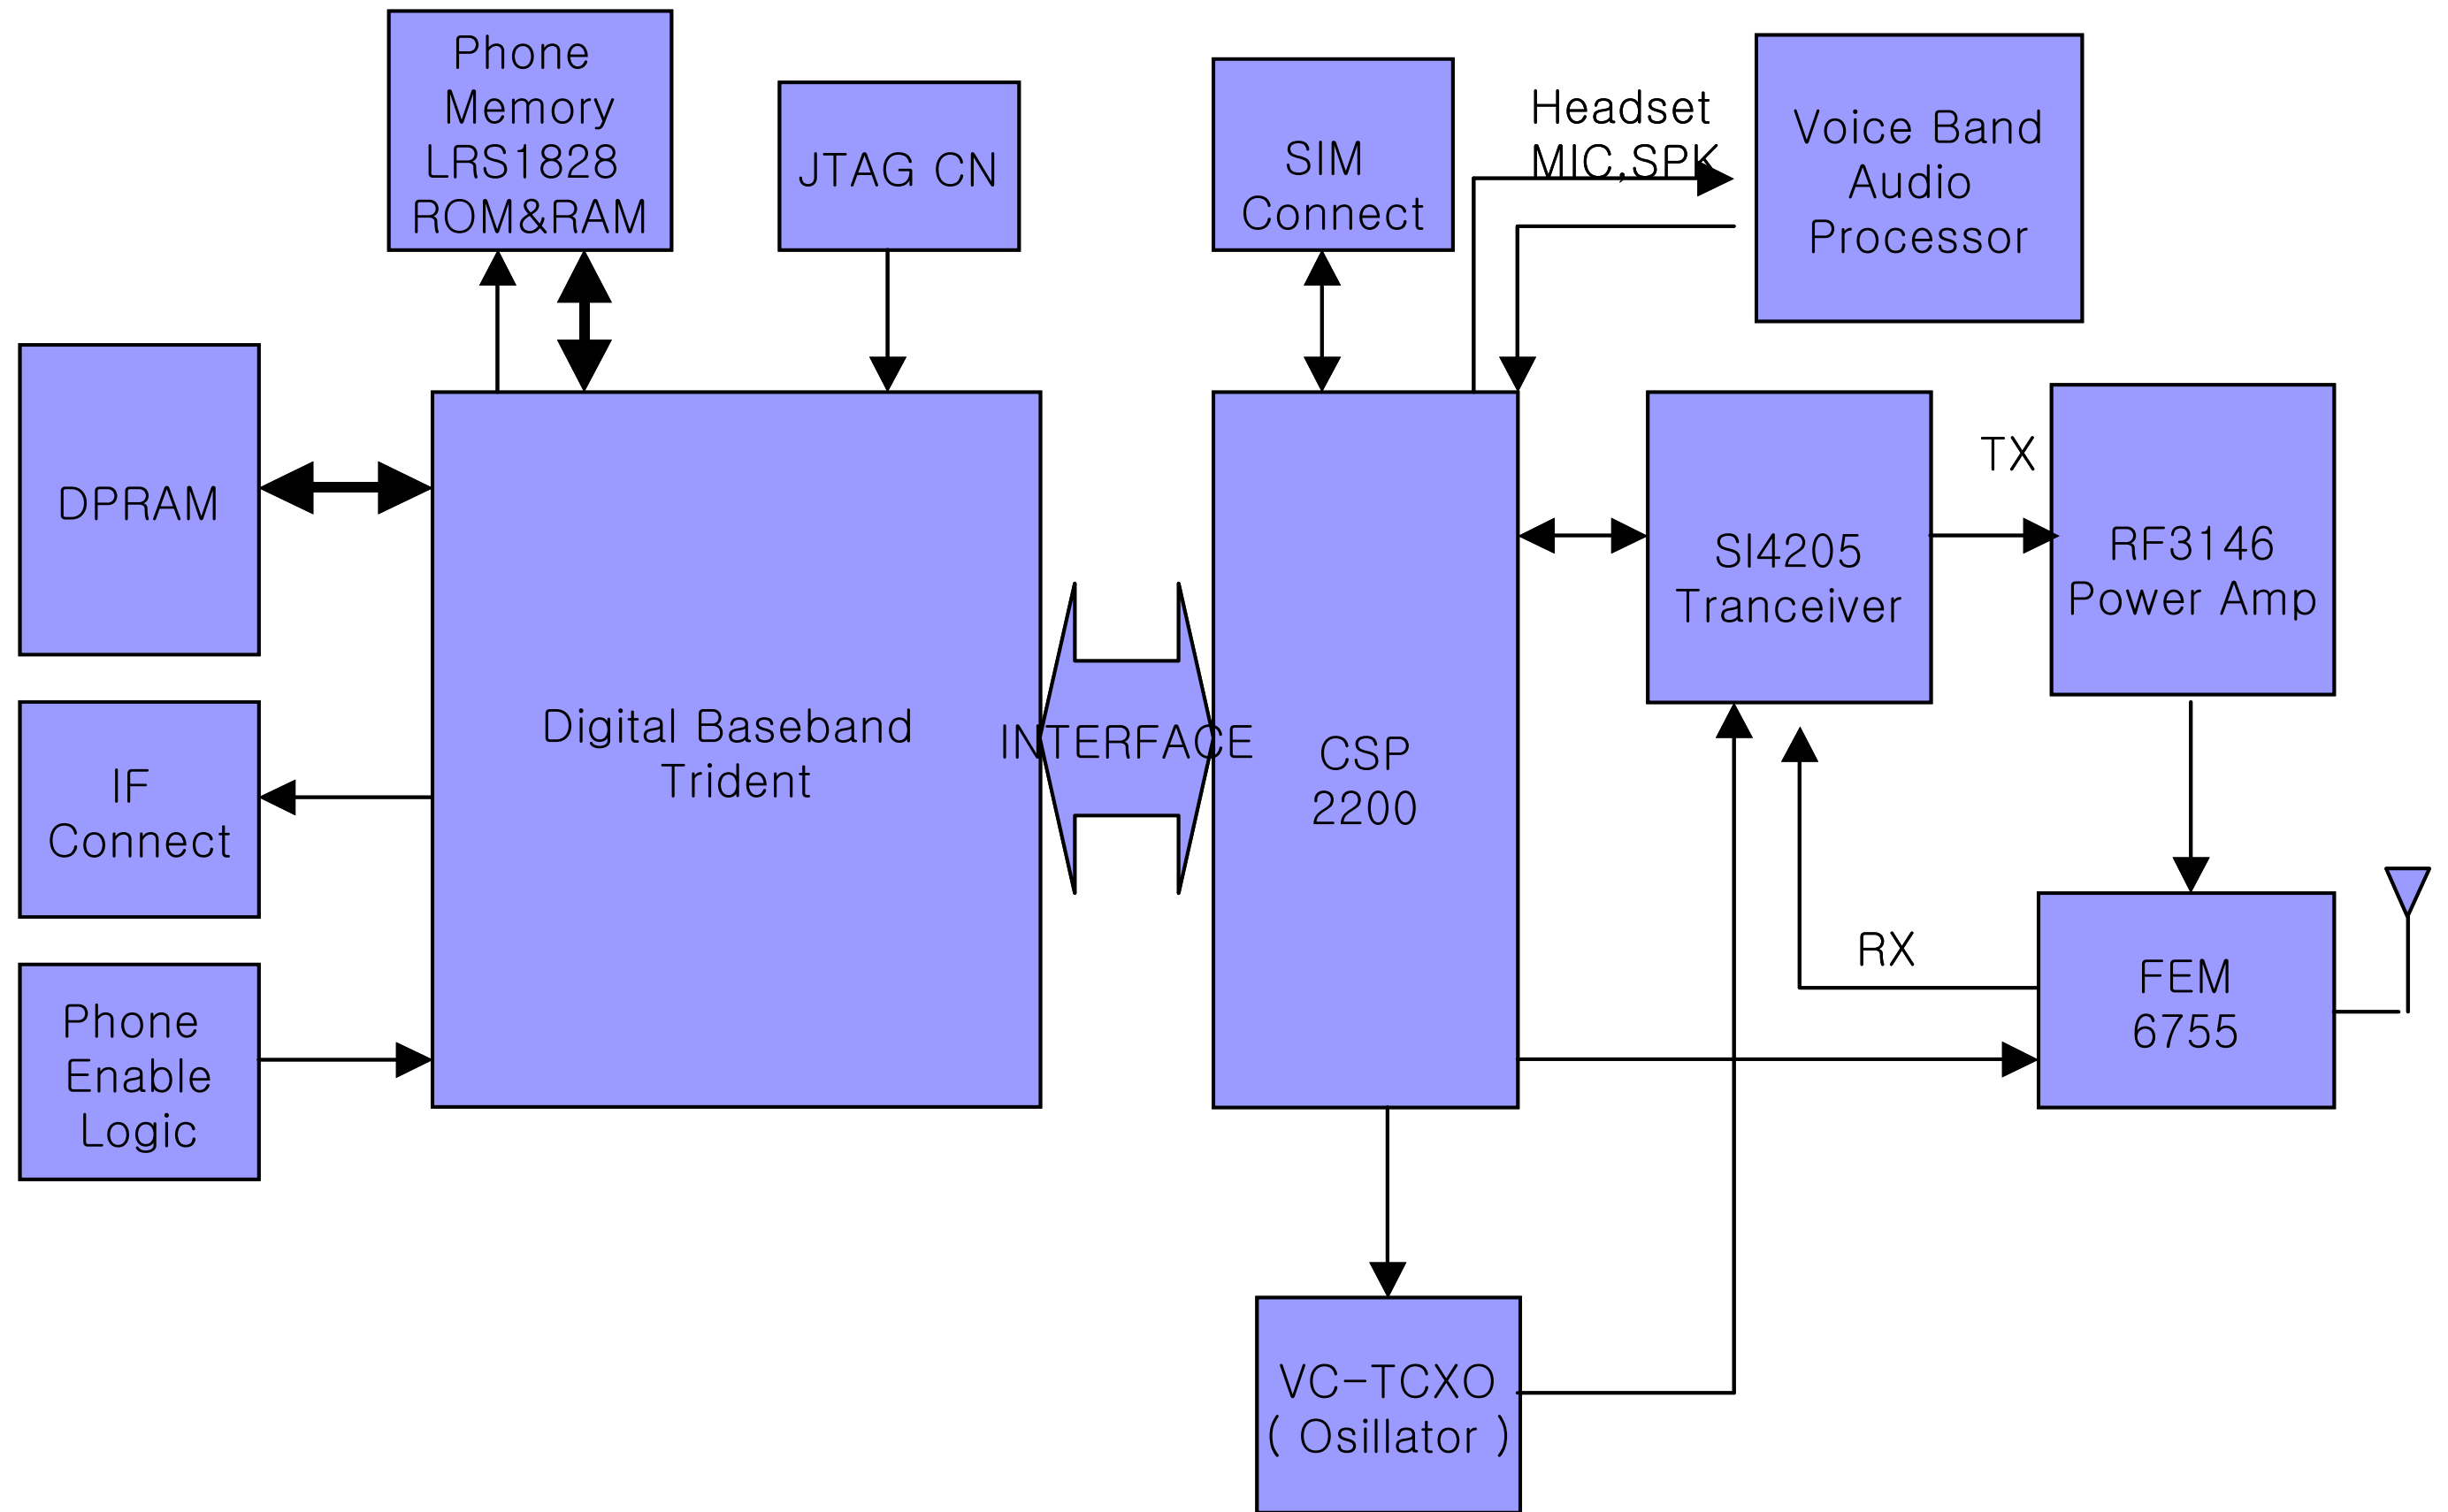 Phone
Memory
LRS1828
ROM&RAM
JTAG CN
SIM
Connect
Headset
MIC,SPK
Voice Band
Audio
Processor
DPRAM
TX
SI4205
Tranceiver
RF3146
Power Amp
Digital Baseband
Trident
INTERFACE
CSP
2200
IF
Connect
RX
FEM
6755
Phone
Enable
Logic
VC-TCXO
( Osillator )